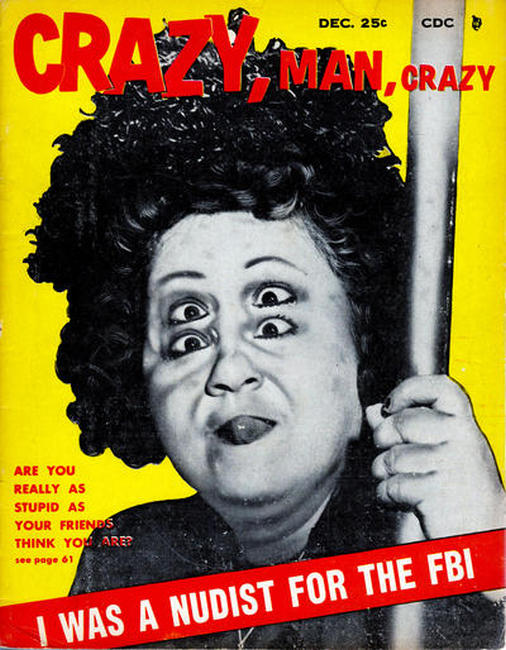 DEC. 25c CDC
CRAZY, MAN, CRAZY
ARE YOU
REALLY AS
STUPID AS
YOUR FRIENDS
THINK YOU ARE?
see page 61
I WAS A NUDIST FOR THE FBI